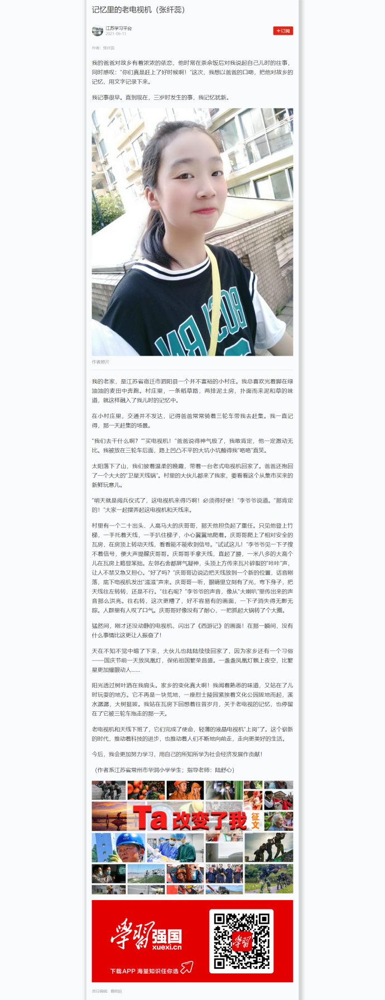 记忆里的老电视机（张纤蕊）
江苏学习平台
2021-06-11
+订阅
作者：张纤蕊
我的爸爸对故乡有着浓浓的依恋，他时常在茶余饭后对我说起自己儿时的往事，
同时感叹：“你们真是赶上了好时候啊！”这次，我想以爸爸的口吻，把他对故乡的
记忆，用文字记录下来。
我记事很早。直到现在，三岁时发生的事，我记忆犹新。
作者照片
我的老家，是江苏省宿迁市泗阳县一个并不富裕的小村庄。我总喜欢光着脚在绿
油油的麦田中奔跑。村庄里，一条稻草路，两排泥土房，扑面而来泥和草的味
道，就这样融入了我儿时的记忆中。
在小村庄里，交通并不发达，记得爸爸常常骑着三轮车带我去赶集。我一直记
得，那一天赶集的场景。
“我们去干什么啊？”“买电视机！”爸爸说得神气极了，我敢肯定，他一定激动无
比。我被放在三轮车后面，路上凹凸不平的大坑小坑颠得我“咯咯”直笑。
太阳落下了山，我们披着温柔的晚霞，带着一台老式电视机回家了。爸爸还抱回
了一个大大的“卫星天线锅”。村里的大伙儿都来了我家，要看看这个从集市买来的
新鲜玩意儿。
“明天就是阅兵仪式了，这电视机来得巧啊！必须得好使！”李爷爷说道。“那肯定
的！”大家一起摆弄起这电视机和天线来。
村里有一个二十出头、人高马大的庆哥哥，那天他担负起了重任。只见他登上竹
梯，一手托着天线，一手扒住梯子，小心翼翼地爬着。庆哥哥爬上了相对安全的
瓦房，在房顶上转动天线，看看能不能收到信号。“试试这儿！”李爷爷见一下子搜
不着信号，便大声提醒庆哥哥。庆哥哥手拿天线，直起了腰，一米八多的大高个
儿在瓦房上略显笨拙。左邻右舍都屏气凝神，头顶上方传来瓦片碎裂的“咔咔”声，
让人不禁又急又担心。“好了吗？”庆哥哥边说边把天线放到一个新的位置，话音刚
落，底下电视机发出“滋滋”声来。庆哥哥一听，眼睛里立刻有了光，弯下身子，把
天线往左转转，还是不行。“往右呢？”李爷爷的声音，像从“大喇叭”里传出来的声
音那么洪亮。往右转，这次更糟了，好不容易有的画面，一下子消失得无影无
踪。人群里有人叹了口气。庆哥哥好像没有了耐心，一把抓起大锅转了个大圈。
猛然间，刚才还没动静的电视机，闪出了《西游记》的画面！在那一瞬间，没有
什么事情比这更让人振奋了！
天在不知不觉中暗了下来，大伙儿也陆陆续续回家了，因为家乡还有一个习俗
——国庆节前一天放凤凰灯，保佑祖国繁荣昌盛。一盏盏凤凰灯飘上夜空，比繁
星更加耀眼动人……
阳光透过树叶洒在我肩头。家乡的变化真大啊！我闻着熟悉的味道，又站在了儿
时玩耍的地方。它不再是一块荒地，一座烈士陵园紧挨着文化公园拔地而起，溪
水潺潺，大树挺拔。我站在瓦房下回想着往昔岁月，关于老电视的记忆，也停留
在了它被三轮车拖走的那一天。
老电视机和天线下班了，它们完成了使命，轻薄的液晶电视机“上岗”了。这个崭新
的时代，推动着科技的进步，也推动着人们不断地向前走，走向更美好的生活。
今后，我会更加努力学习，用自己的所知所学为社会经济发展作贡献！
（作者系江苏省常州市华润小学学生；指导老师：陆舒心）
Ta改变了我
征文
学習强国
xuexi.cn
学習
下载APP 海量知识任你选
责任编辑：